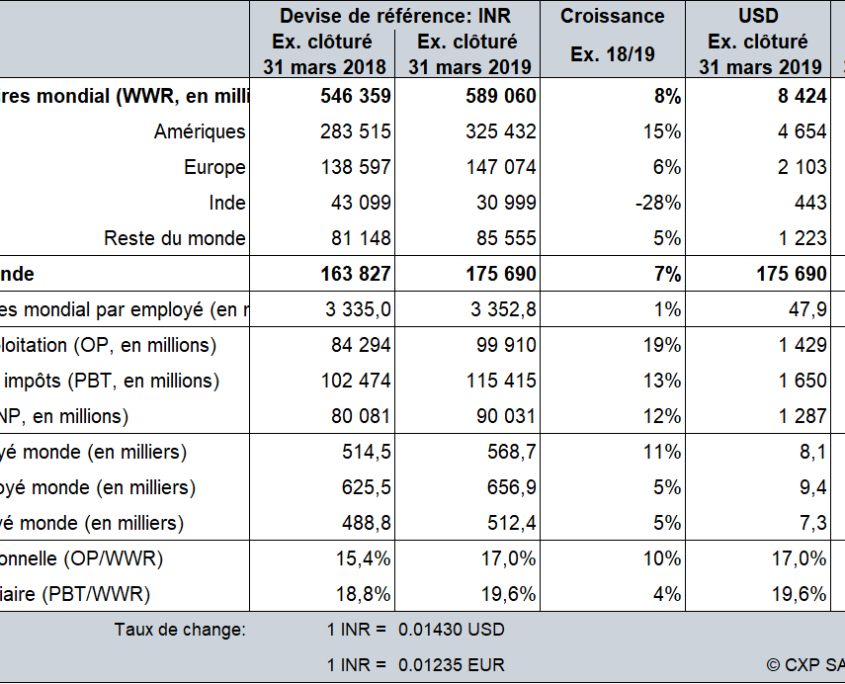 Devise de référence: INR Croissance USD
Ex. clôturé Ex. clôturé Ex. 18/19 Ex. clôturé
31 mars 2018 31 mars 2019 31 mars 2019
ires mondial (WWR, en milli 546 359 589 060 8% 8 424
Amériques 283 515 325 432 15% 4 654
Europe 138 597 147 074 6% 2 103
Inde 43 099 30 999 -28% 443
Reste du monde 81 148 85 555 5% 1 223
nde 163 827 175 690 7% 175 690
es mondial par employé (en 3 335,0 3 352,8 1% 47,9
loitation (OP, en millions) 84 294 99 910 19% 1 429
impôts (PBT, en millions) 102 474 115 415 13% 1 650
NP, en millions) 80 081 90 031 12% 1 287
yé monde (en milliers) 514,5 568,7 11% 8,1
oyé monde (en milliers) 625,5 656,9 5% 9,4
vé monde (en milliers) 488,8 512,4 5% 7,3
onnelle (OP/WWR) 15,4% 17,0% 10% 17,0%
iaire (PBT/WWR) 18,8% 19,6% 4% 19,6%
Taux de change: 1 INR = 0.01430 USD
1 INR = 0.01235 EUR © CXP SA